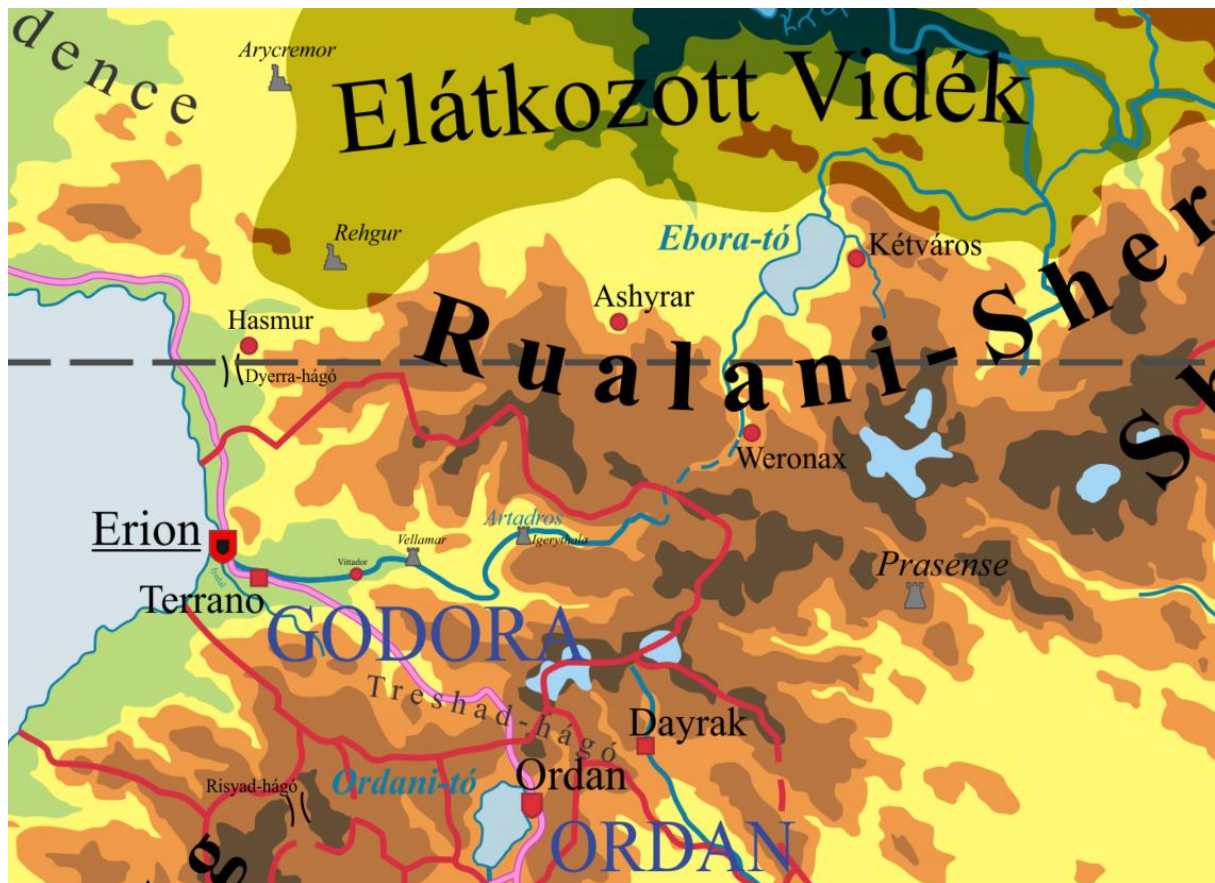 dence
Arycremor
Elátkozott Vidék
Rehgur
Ebora-tó
Kétváros
Ashyrar
Hasmur
Rualani-Sher
Dyerra-hágó
Weronax
Erion
Artadros
Igerythala
Vellamar
Vittador
Prasense
Terrano
GODORA
Treshad-hágó
Dayrak
Risyad-hágó
Ordani-tó
Ordan
ORDAN